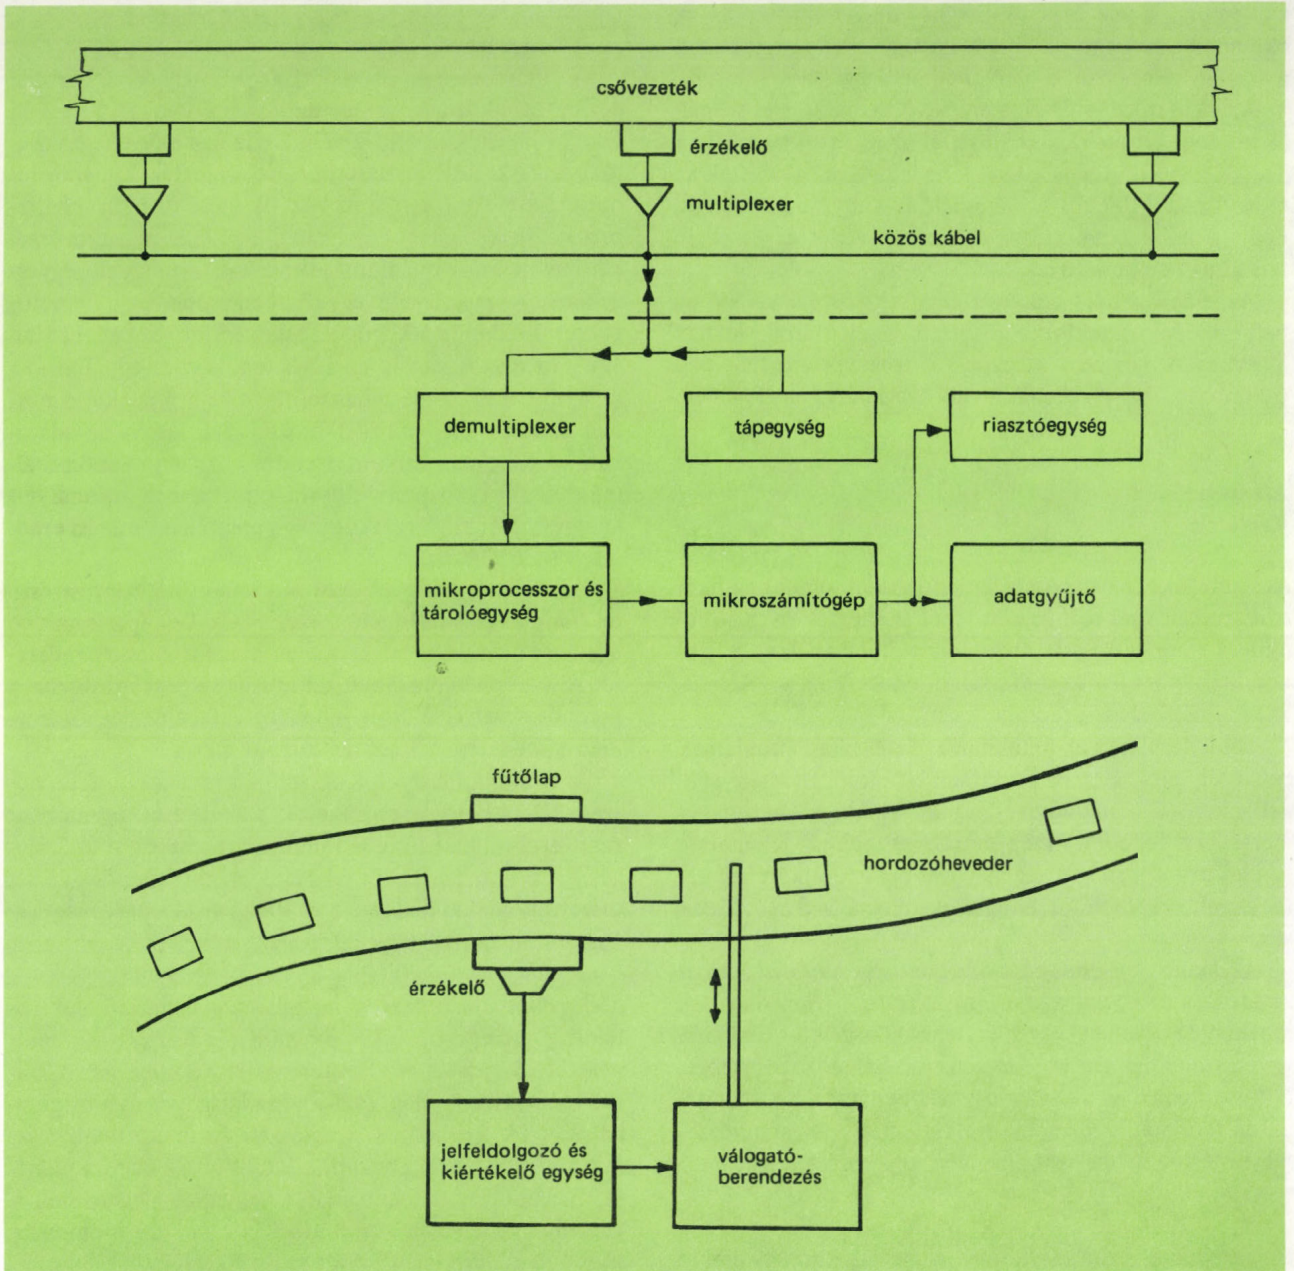 csővezeték
érzékelő
multiplexer
közös kábel
demultiplexer
tápegység
riasztóegység
mikroprocesszor és
tárolóegység
mikroszámítógép
adatgyűjtő
fűtőlap
hordozóheveder
érzékelő
jelfeldolgozó és
kiértékelő egység
válogató-
berendezés